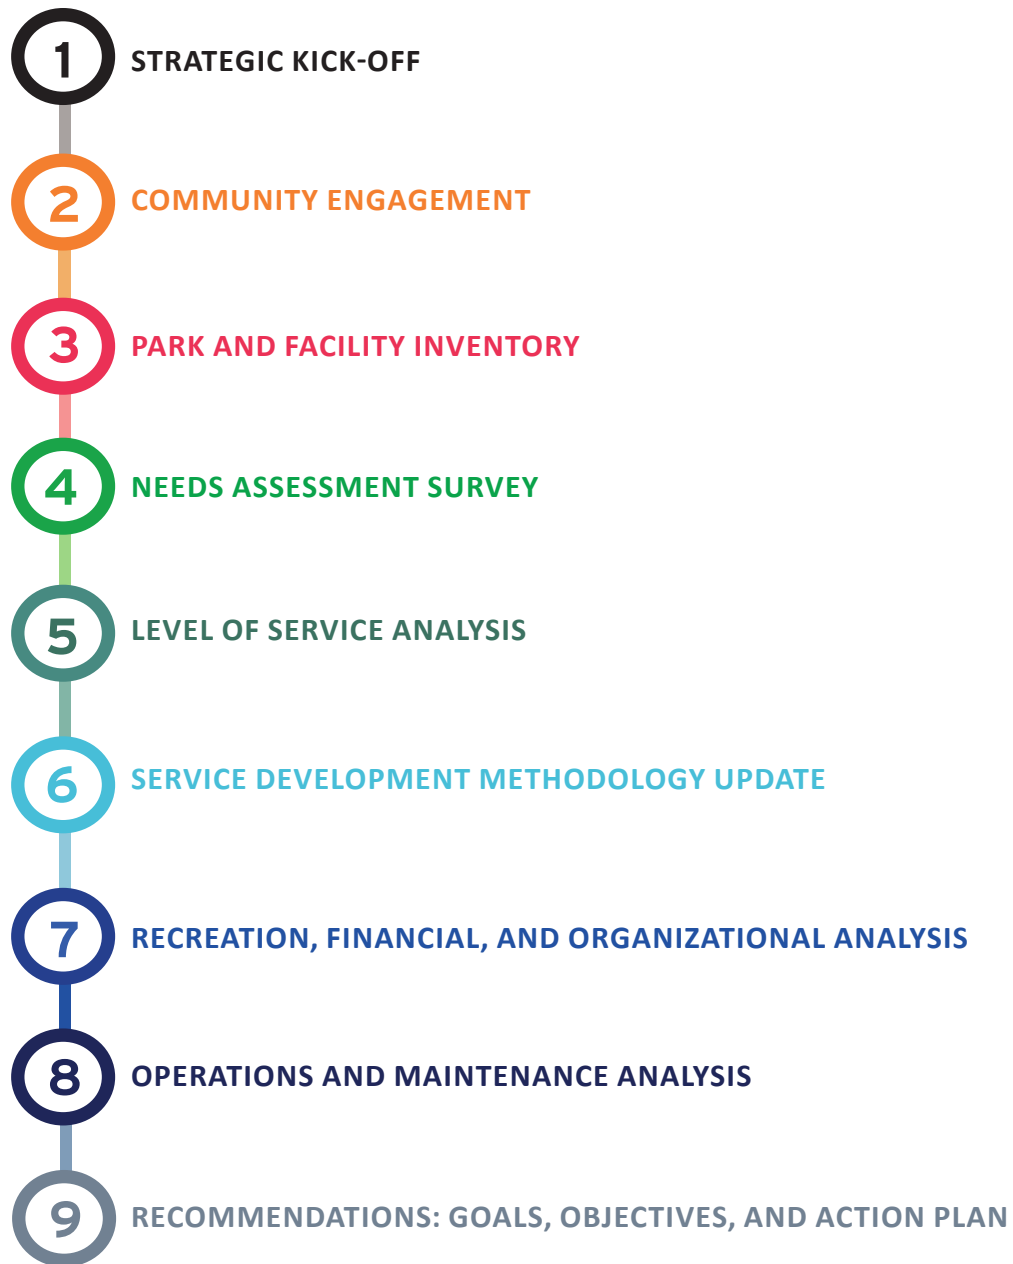 1 STRATEGIC KICK-OFF
2 COMMUNITY ENGAGEMENT
3 PARK AND FACILITY INVENTORY
4 NEEDS ASSESSMENT SURVEY
5 LEVEL OF SERVICE ANALYSIS
6 SERVICE DEVELOPMENT METHODOLOGY UPDATE
7 RECREATION, FINANCIAL, AND ORGANIZATIONAL ANALYSIS
8 OPERATIONS AND MAINTENANCE ANALYSIS
9 RECOMMENDATIONS: GOALS, OBJECTIVES, AND ACTION PLAN